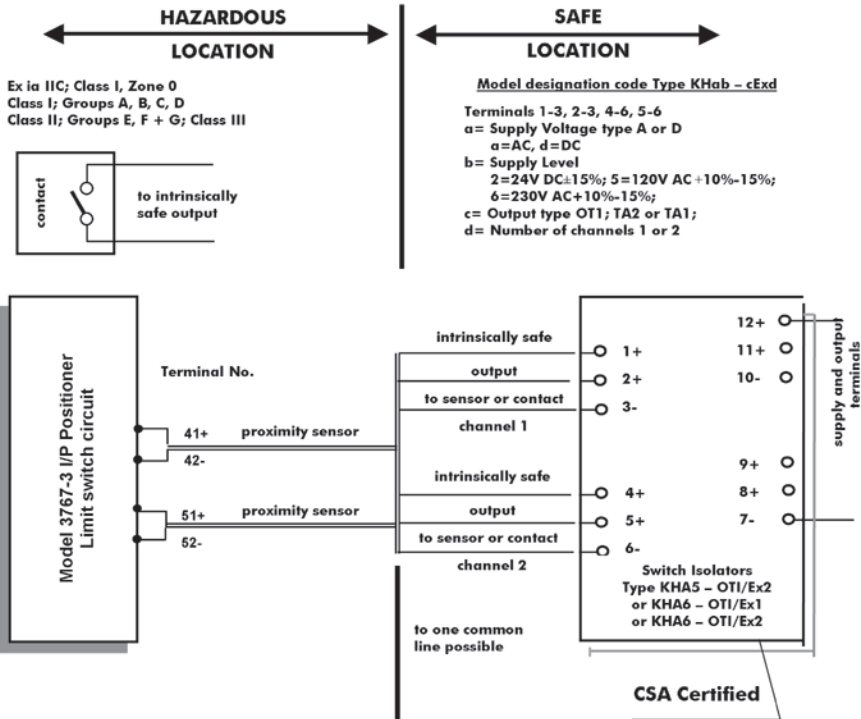 HAZARDOUS
LOCATION
SAFE
LOCATION
Ex ia IIC; Class I, Zone 0
Class I; Groups A, B, C, D
Class II; Groups E, F + G; Class III
contact
to intrinsically
safe output
Model designation code Type KHab – cExd
Terminals 1-3, 2-3, 4-6, 5-6
a= Supply Voltage type A or D
a=AC, d=DC
b= Supply Level
2=24V DC±15%; 5=120V AC +10%-15%;
6=230V AC+10%-15%;
c= Output type OT1; TA2 or TA1;
d= Number of channels 1 or 2
Model 3767-3 I/P Positioner
Limit switch circuit
Terminal No.
41+
proximity sensor
42-
51+
proximity sensor
52-
intrinsically safe
output
to sensor or contact
channel 1
intrinsically safe
output
to sensor or contact
channel 2
1+
2+
3-
4+
5+
6-
12+
11+
10-
9+
8+
7-
supply and output
terminals
Switch Isolators
Type KHA5 – OTI/Ex2
or KHA6 – OTI/Ex1
or KHA6 – OTI/Ex2
to one common
line possible
CSA Certified